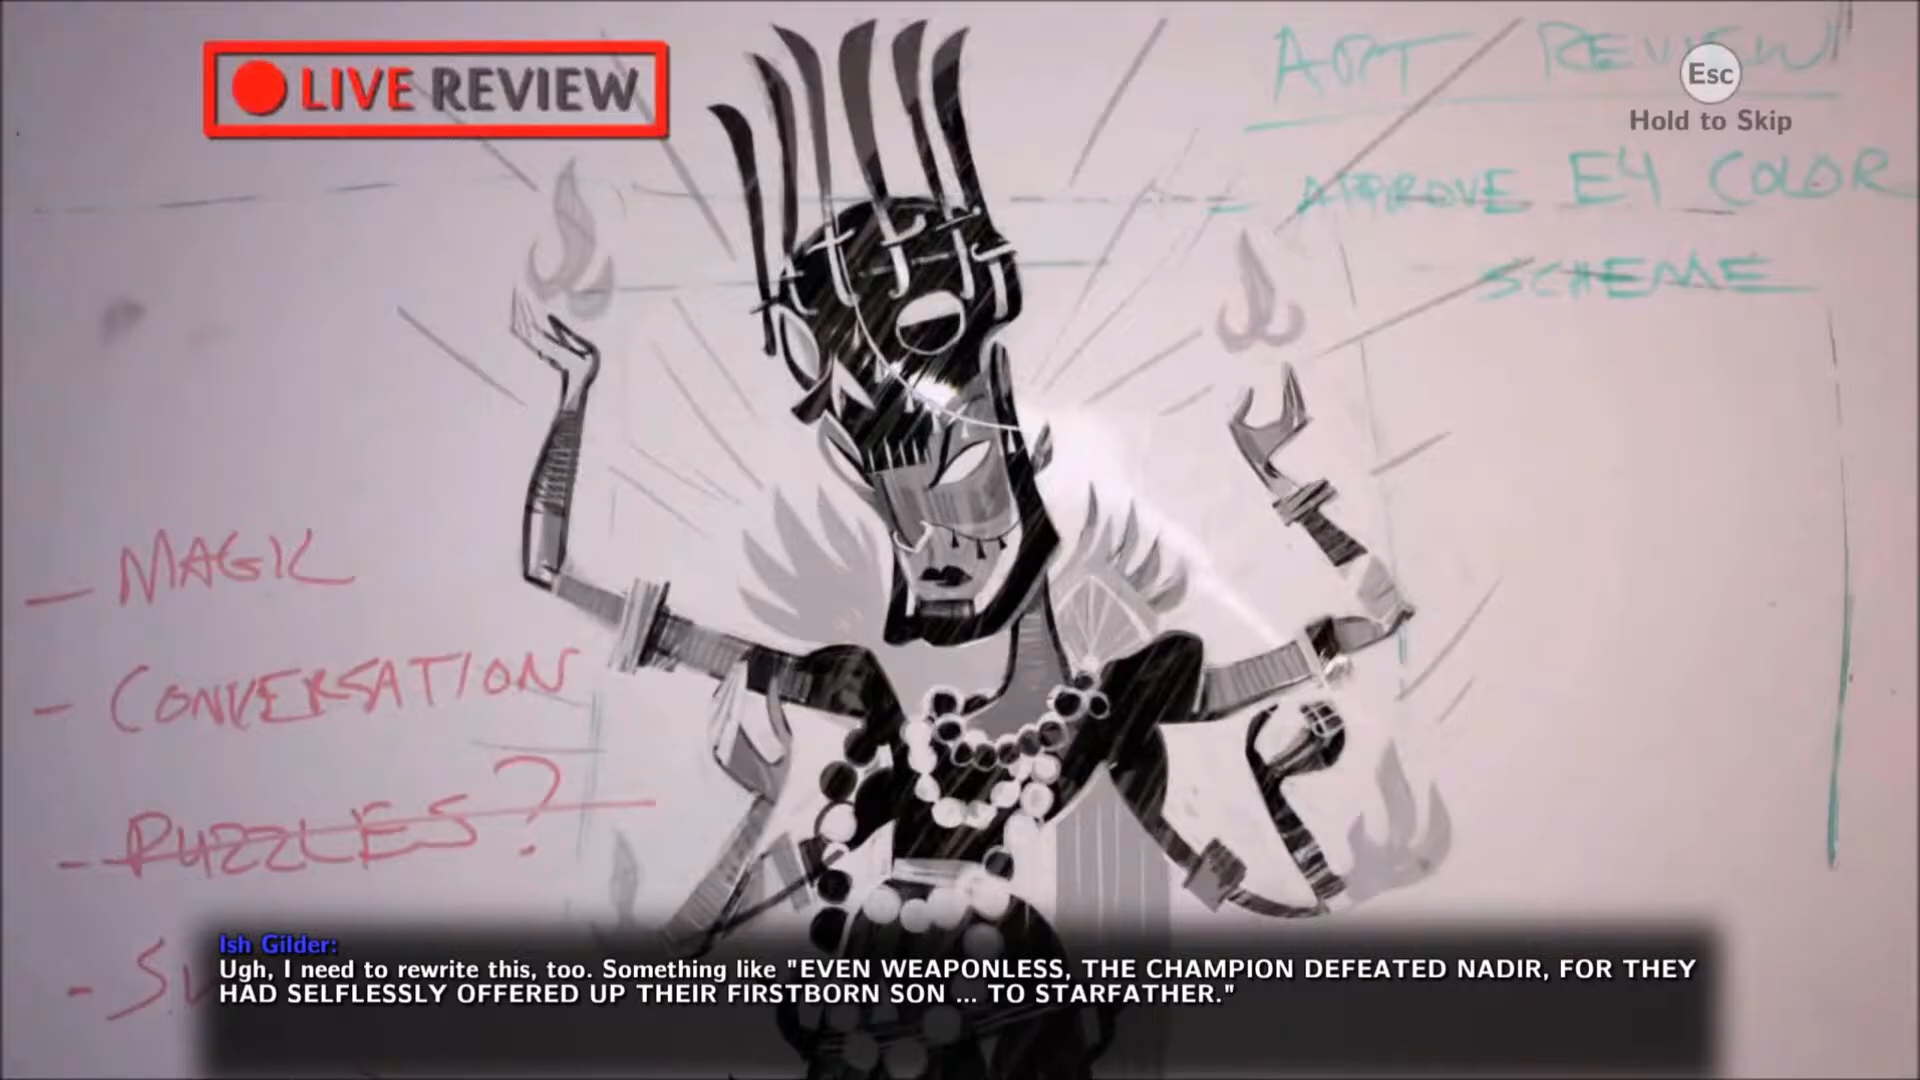 LIVE REVIEW
ART REVIEW
Esc
Hold to Skip
- APPROVE E4 COLOR
SCHEME
- MAGIC
- CONVERSATION
- PUZZLES?
Ish Gilder:
Ugh, I need to rewrite this, too. Something like "EVEN WEAPONLESS, THE CHAMPION DEFEATED NADIR, FOR THEY
HAD SELFLESSLY OFFERED UP THEIR FIRSTBORN SON ... TO STARFATHER."